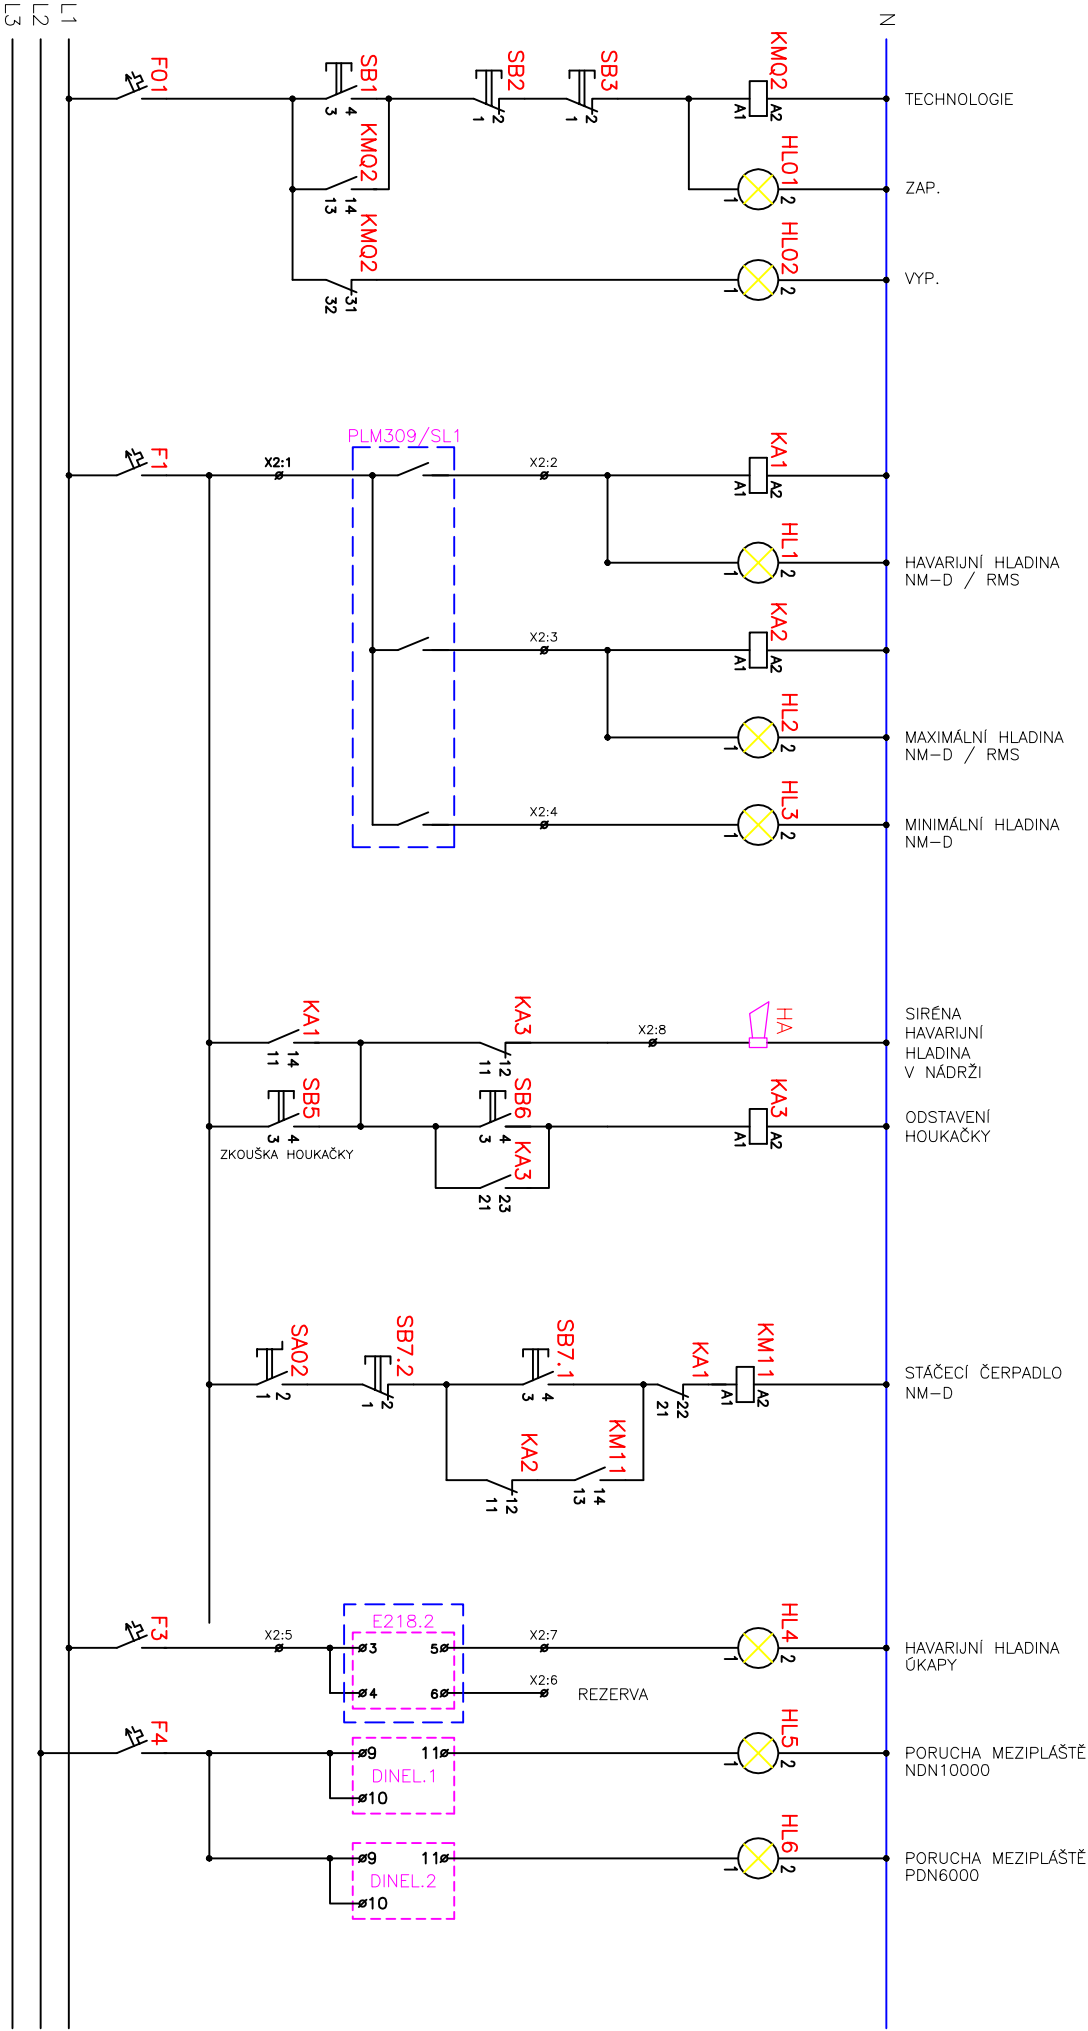 L3
L2
L1
N
F01
SB1
3 4
SB2
1 2
SB3
1 2
KMQ2
A1 A2
TECHNOLOGIE
KMQ2
13 14
HL01
1 2
ZAP.
KMQ2
32 31
HL02
1 2
VYP.
PLM309/SL1
F1
X2:1
X2:2
KA1
A1 A2
HL1
1 2
HAVARIJNÍ HLADINA
NM-D / RMS
X2:3
KA2
A1 A2
HL2
1 2
MAXIMÁLNÍ HLADINA
NM-D / RMS
X2:4
HL3
1 2
MINIMÁLNÍ HLADINA
NM-D
KA1
11 14
KA3
11 12
X2:8
HA
SIRÉNA
HAVARIJNÍ
HLADINA
V NÁDRŽI
SB5
3 4
ZKOUŠKA HOUKAČKY
SB6
3 4
KA3
A1 A2
ODSTAVENÍ
HOUKAČKY
KA3
21 23
SA02
1 2
SB7.2
1 2
SB7.1
3 4
KA1
21 22
KM11
A1 A2
STÁČECÍ ČERPADLO
NM-D
KA2
11 12
KM11
13 14
F3
X2:5
E218.2
3 5
X2:7
HL4
1 2
HAVARIJNÍ HLADINA
ÚKAPY
4 6
X2:6
REZERVA
F4
9 11
DINEL.1
10
HL5
1 2
PORUCHA MEZIPLÁŠTĚ
NDN10000
9 11
DINEL.2
10
HL6
1 2
PORUCHA MEZIPLÁŠTĚ
PDN6000